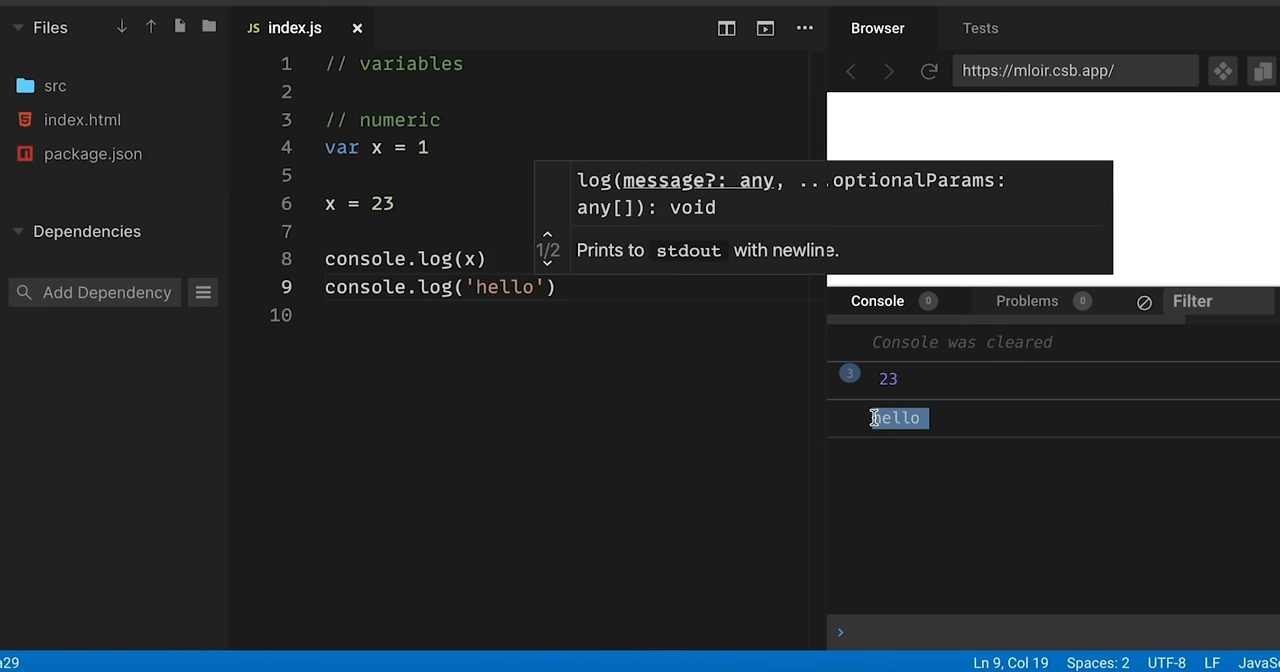 Files
JS index.js
Browser
Tests
src
index.html
package.json
Dependencies
Add Dependency
1 // variables
2
3 // numeric
4 var x = 1
5
6 x = 23
7
8 console.log(x)
9 console.log('hello')
10
log(message?: any, ...optionalParams:
any[]): void
1/2
Prints to stdout with newline.
https://mloir.csb.app/
Console 0
Problems 0
Filter
Console was cleared
3 23
hello
›
a29
Ln 9, Col 19
Spaces: 2
UTF-8
LF